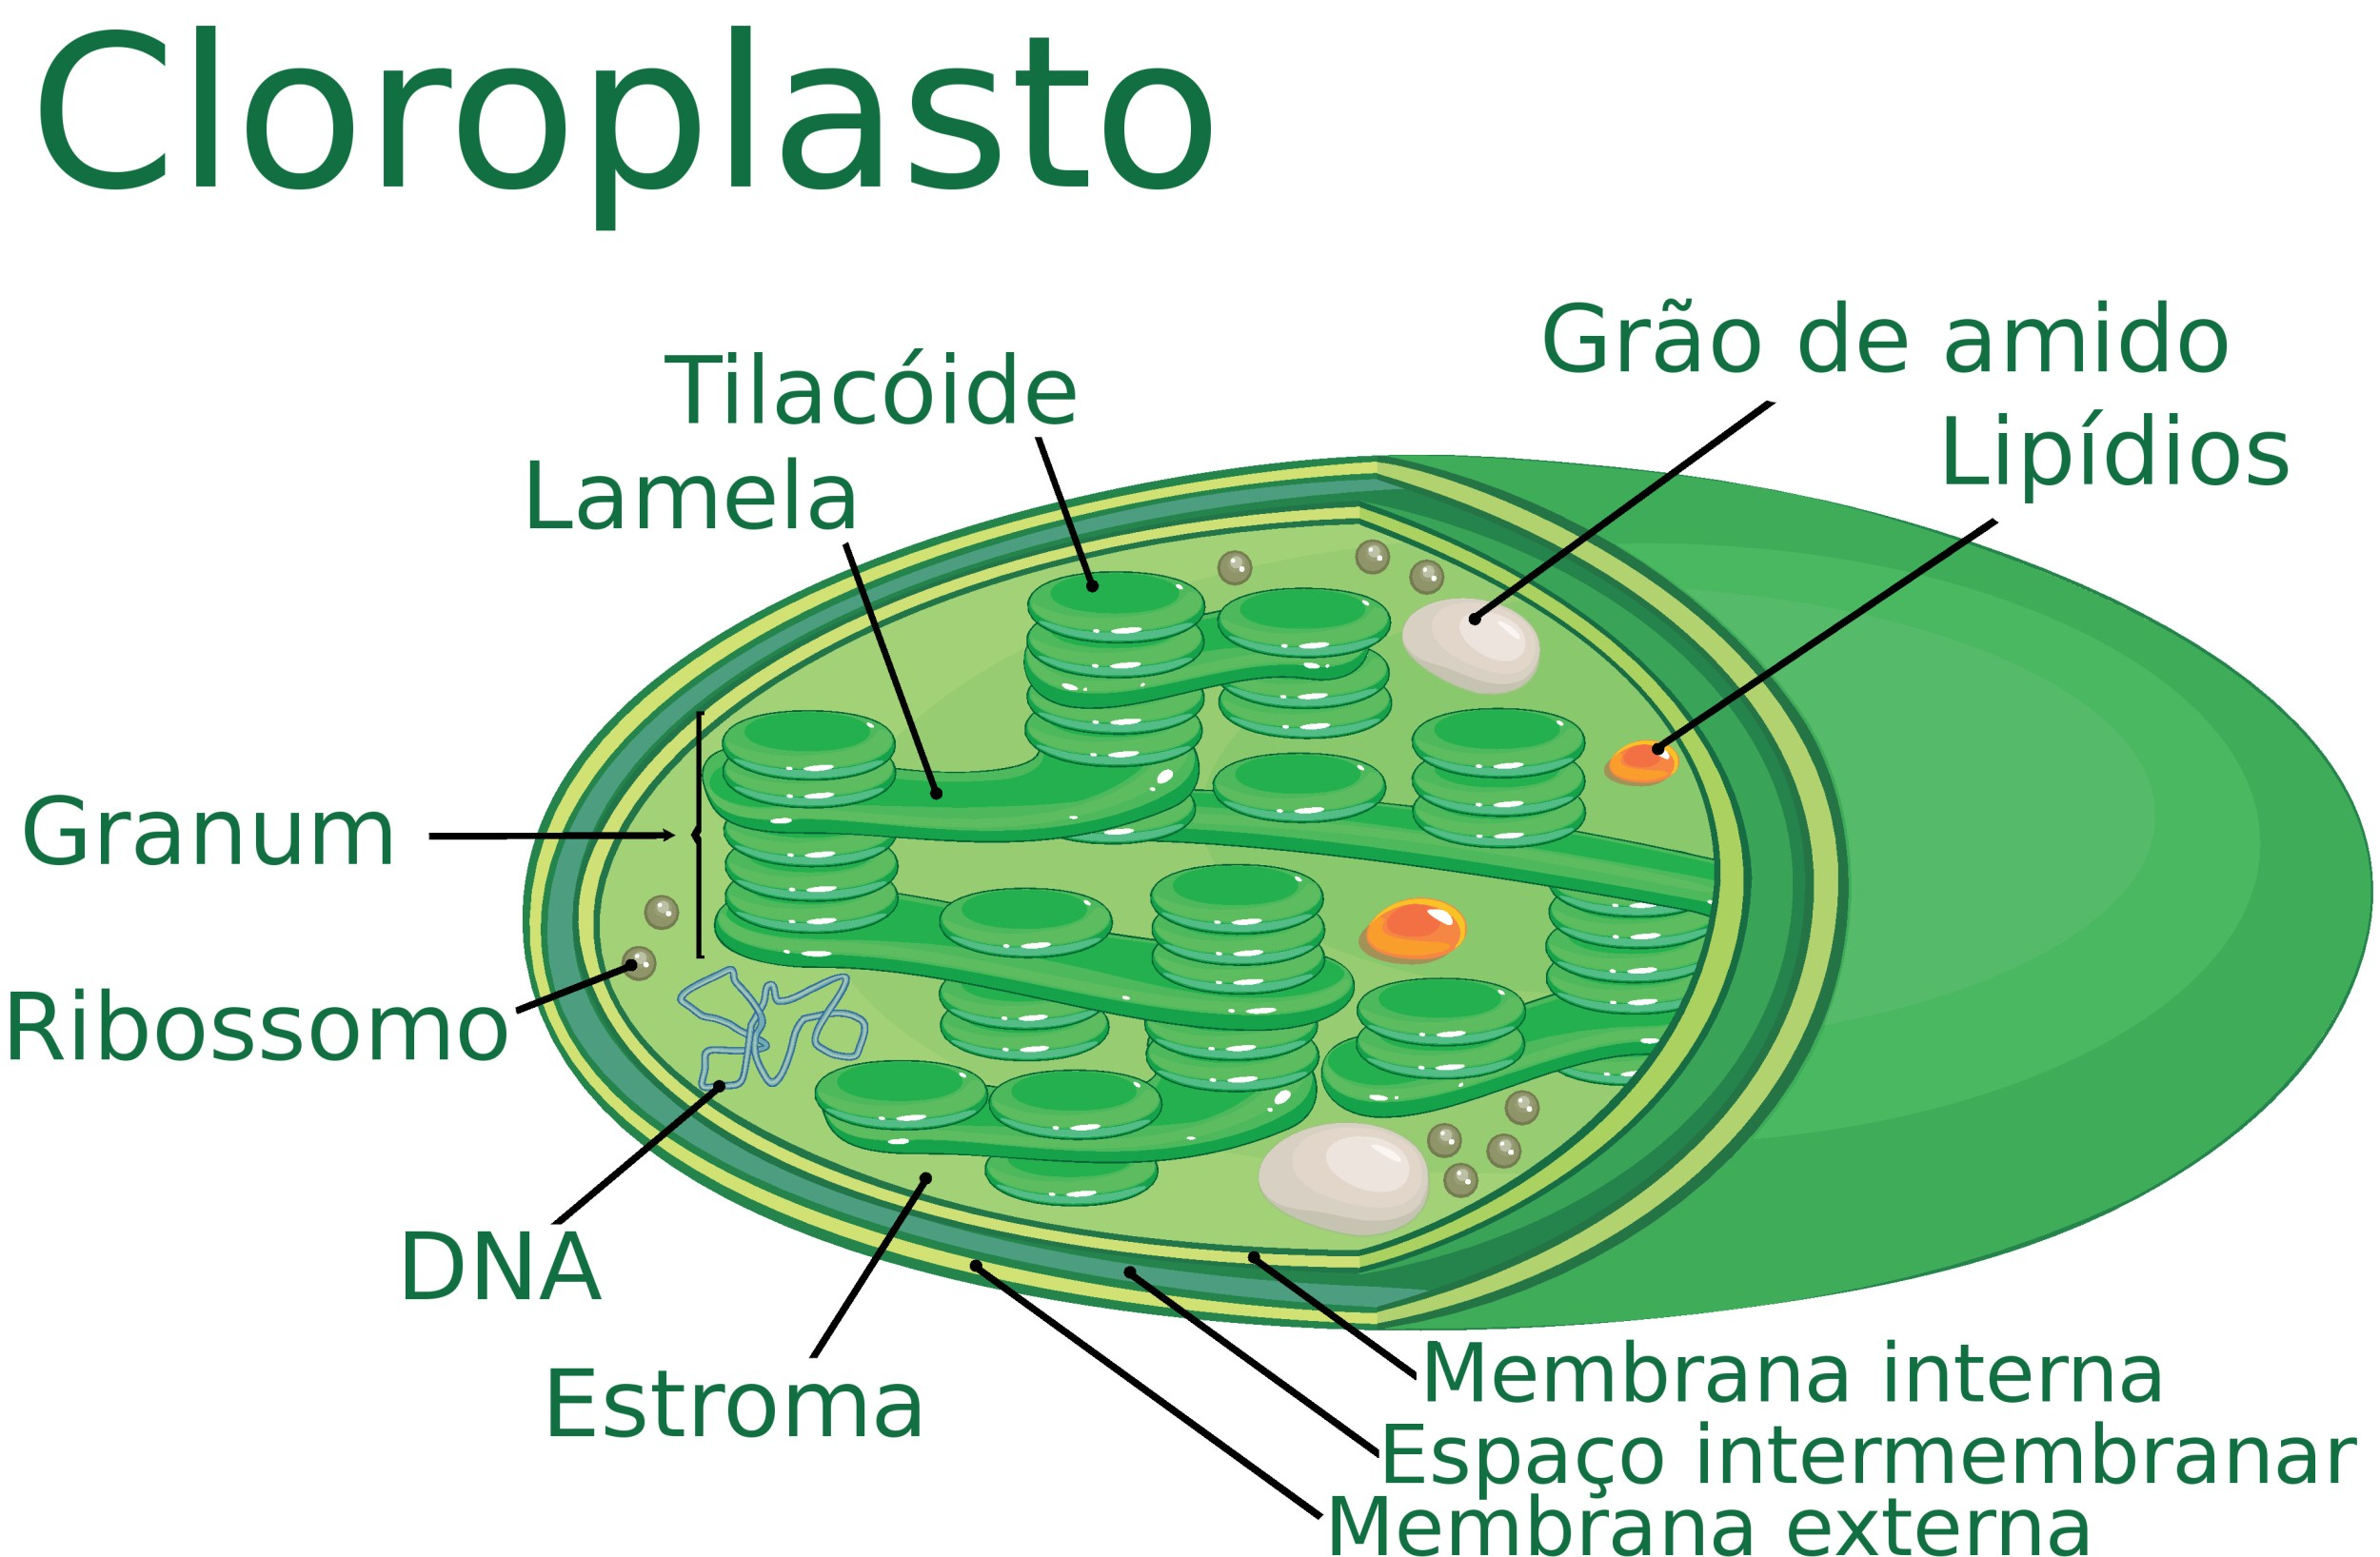 Cloroplasto
Grão de amido
Tilacóide
Lipídios
Lamela
Granum
Ribossomo
DNA
Estroma
Membrana interna
Espaço intermembranar
Membrana externa